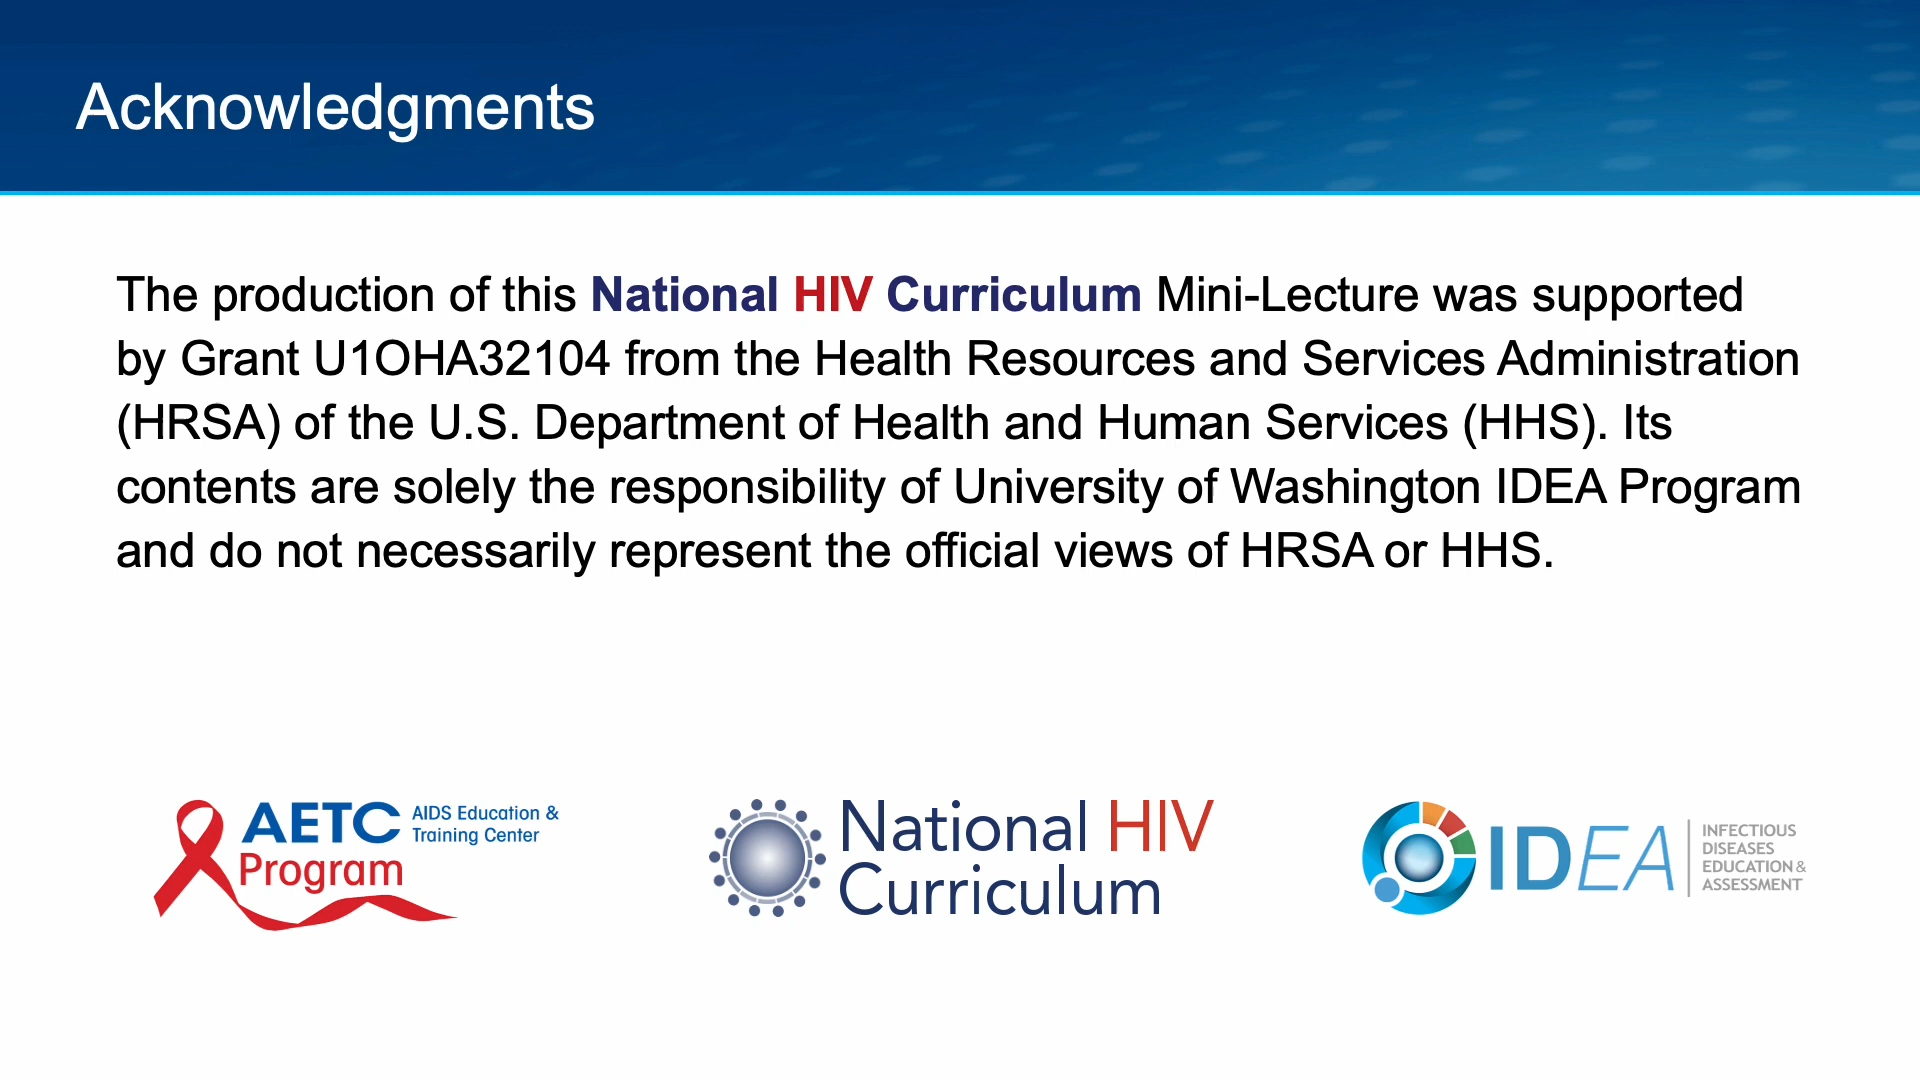 Acknowledgments
The production of this National HIV Curriculum Mini-Lecture was supported
by Grant U1OHA32104 from the Health Resources and Services Administration
(HRSA) of the U.S. Department of Health and Human Services (HHS). Its
contents are solely the responsibility of University of Washington IDEA Program
and do not necessarily represent the official views of HRSA or HHS.
AETC
Program
AIDS Education &
Training Center
National HIV
Curriculum
IDEA
INFECTIOUS
DISEASES
EDUCATION &
ASSESSMENT